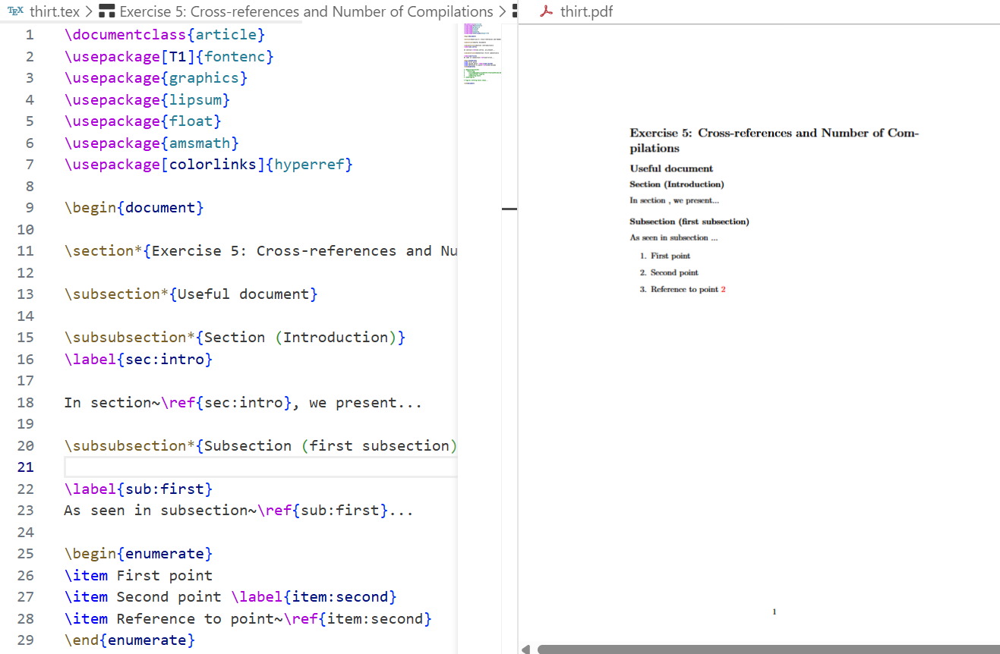 TEX thirt.tex > Exercise 5: Cross-references and Number of Compilations >
1 \documentclass{article}
2 \usepackage[T1]{fontenc}
3 \usepackage{graphics}
4 \usepackage{lipsum}
5 \usepackage{float}
6 \usepackage{amsmath}
7 \usepackage[colorlinks]{hyperref}
8
9 \begin{document}
10
11 \section*{Exercise 5: Cross-references and Nu
12
13 \subsection*{Useful document}
14
15 \subsubsection*{Section (Introduction)}
16 \label{sec:intro}
17
18 In section~\ref{sec:intro}, we present...
19
20 \subsubsection*{Subsection (first subsection)
21
22 \label{sub:first}
23 As seen in subsection~\ref{sub:first}...
24
25 \begin{enumerate}
26 \item First point
27 \item Second point \label{item:second}
28 \item Reference to point~\ref{item:second}
29 \end{enumerate}
thirt.pdf
Exercise 5: Cross-references and Number of Com-
pilations
Useful document
Section (Introduction)
In section , we present...
Subsection (first subsection)
As seen in subsection ...
1. First point
2. Second point
3. Reference to point 2
1